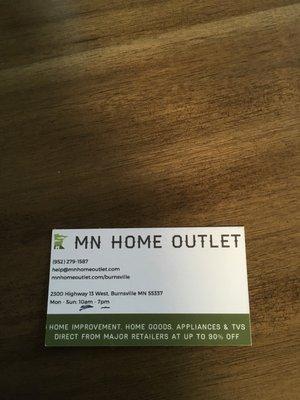 MN HOME OUTLET
(952) 279-1587
help@mnhomeoutlet.com
mnhomeoutlet.com/burnsville
2300 Highway 13 West, Burnsville MN 55337
Mon - Sun: 10am - 7pm
HOME IMPROVEMENT, HOME GOODS, APPLIANCES & TVS
DIRECT FROM MAJOR RETAILERS AT UP TO 90% OFF